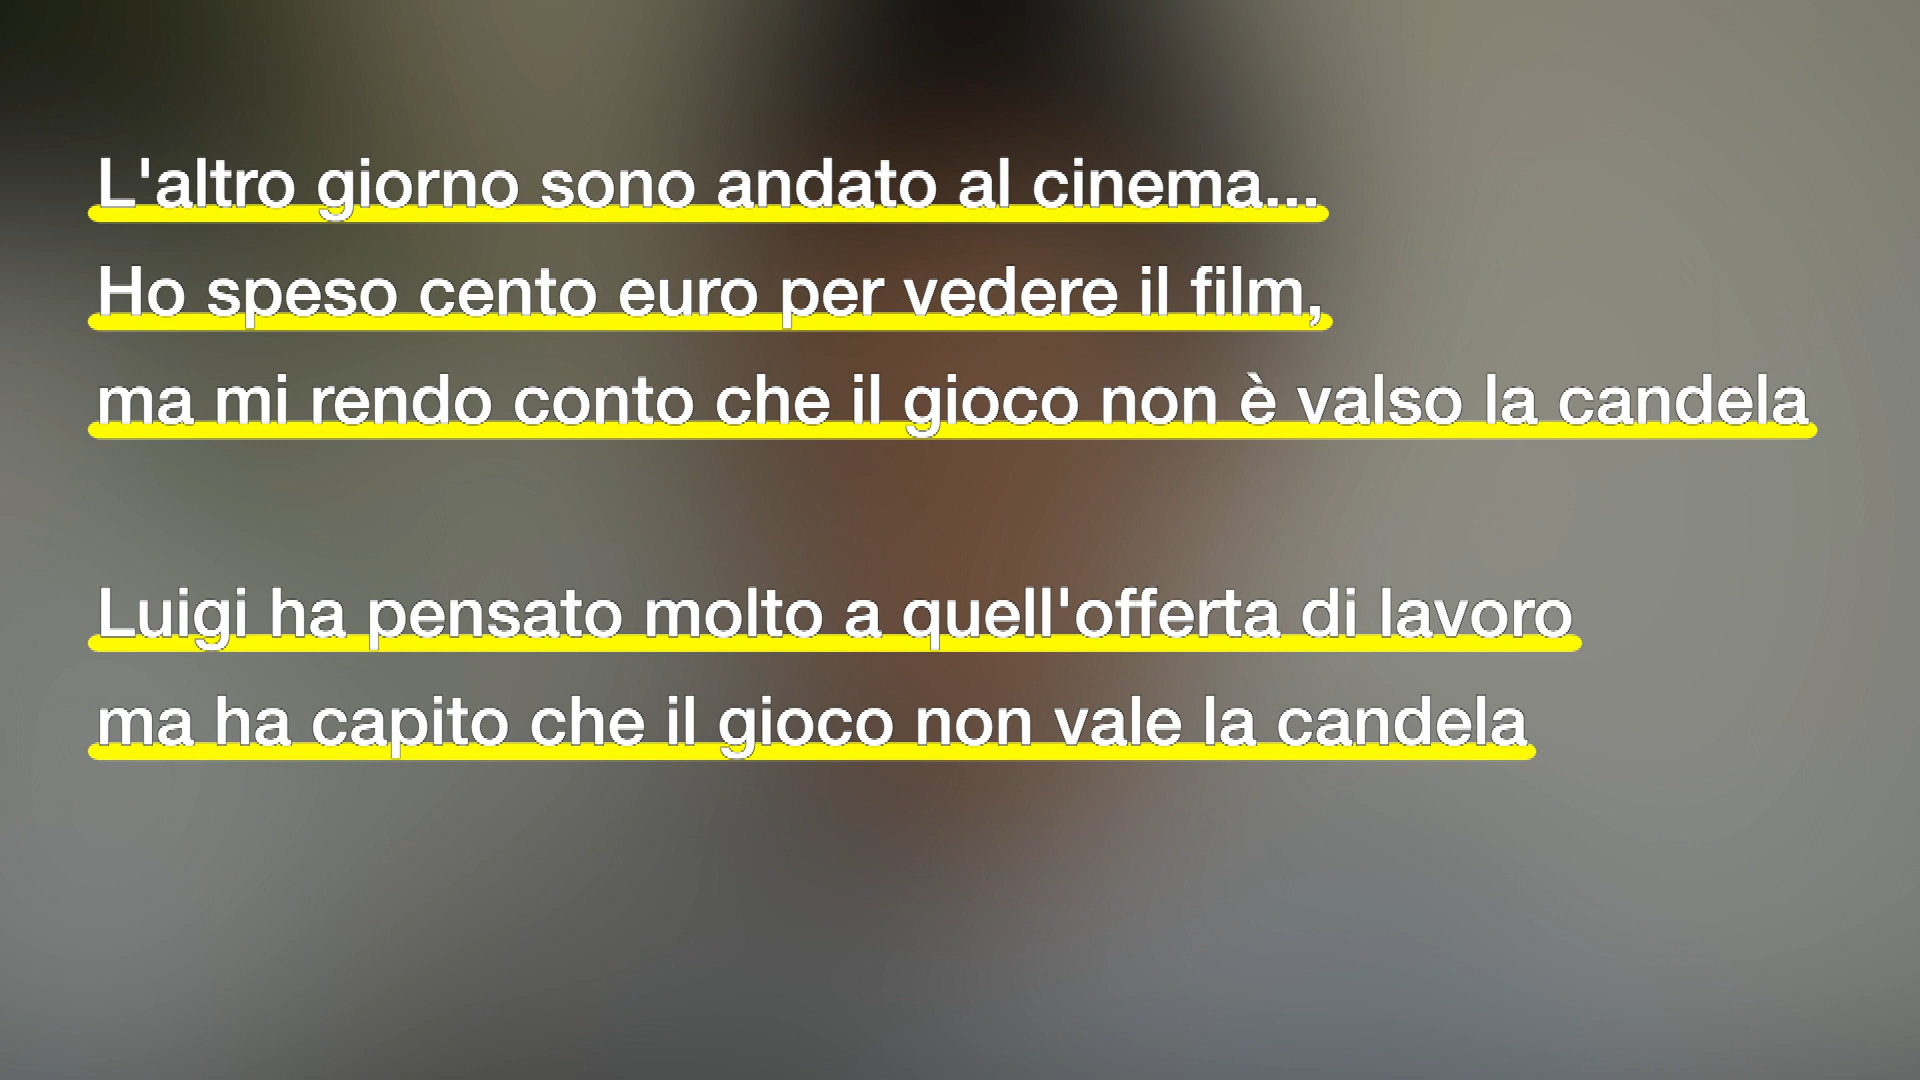 L'altro giorno sono andato al cinema...
Ho speso cento euro per vedere il film,
ma mi rendo conto che il gioco non è valso la candela
Luigi ha pensato molto a quell'offerta di lavoro
ma ha capito che il gioco non vale la candela